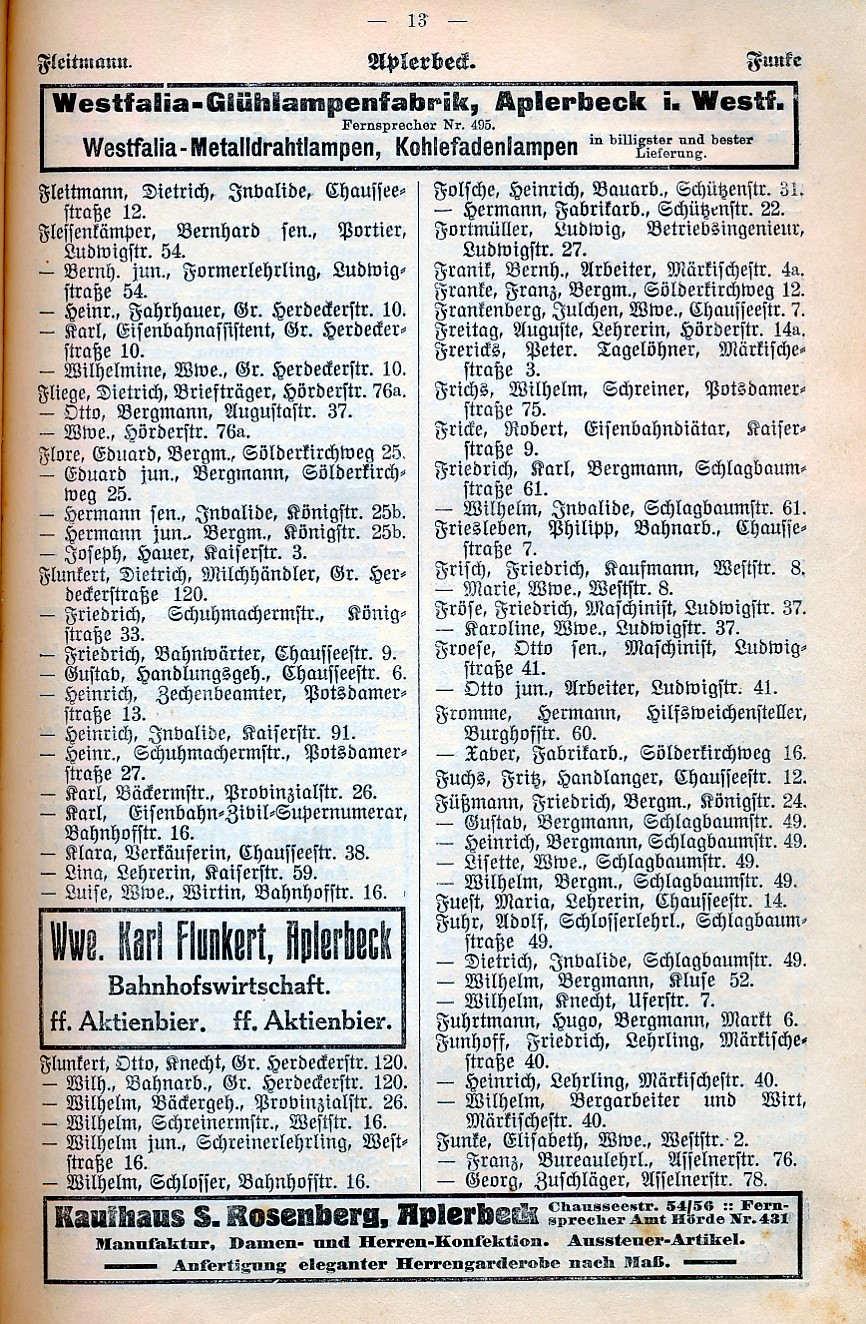 — 13 —
Fleitmann. Aplerbeck. Funke
Westfalia-Glühlampenfabrik, Aplerbeck i. Westf.
Fernsprecher Nr. 495.
Westfalia-Metalldrahtlampen, Kohlefadenlampen in billigster und bester
Lieferung.
Fleitmann, Dietrich, Invalide, Chaussee-
straße 12.
Flessenkämper, Bernhard sen., Portier,
Ludwigstr. 54.
— Bernh. jun., Formerlehrling, Ludwig-
straße 54.
— Heinr., Fahrhauer, Gr. Herdeckerstr. 10.
— Karl, Eisenbahnassistent, Gr. Herdecker-
straße 10.
— Wilhelmine, Wwe., Gr. Herdeckerstr. 10.
Fliege, Dietrich, Briefträger, Hörderstr. 76a.
— Otto, Bergmann, Augustastr. 37.
— Wwe., Hörderstr. 76a.
Flore, Eduard, Bergm., Sölderkirchweg 25.
— Eduard jun., Bergmann, Sölderkirch-
weg 25.
— Hermann sen., Invalide, Königstr. 25b.
— Hermann jun. Bergm., Königstr. 25b.
— Joseph, Hauer, Kaiserstr. 3.
Flunkert, Dietrich, Milchhändler, Gr. Her-
deckerstraße 120.
— Friedrich, Schuhmachermstr., König-
straße 33.
— Friedrich, Bahnwärter, Chausseestr. 9.
— Gustav, Handlungsgeh., Chausseestr. 6.
— Heinrich, Zechenbeamter, Potsdamer-
straße 13.
— Heinrich, Invalide, Kaiserstr. 91.
— Heinr., Schuhmachermstr., Potsdamer-
straße 27.
— Karl, Bäckermstr., Provinzialstr. 26.
— Karl, Eisenbahn-Zivil-Supernumerar,
Bahnhofstr. 16.
— Klara, Verkäuferin, Chausseestr. 38.
— Lina, Lehrerin, Kaiserstr. 59.
— Luise, Wwe., Wirtin, Bahnhofstr. 16.
Wwe. Karl Flunkert, Aplerbeck
Bahnhofswirtschaft.
ff. Aktienbier. ff. Aktienbier.
Flunkert, Otto, Knecht, Gr. Herdeckerstr. 120.
— Wilh., Bahnarb., Gr. Herdeckerstr. 120.
— Wilhelm, Bäckergeh., Provinzialstr. 26.
— Wilhelm, Schreinermstr., Weststr. 16.
— Wilhelm jun., Schreinerlehrling, West-
straße 16.
— Wilhelm, Schlosser, Bahnhofstr. 16.
Folsche, Heinrich, Bauarb., Schützenstr. 31.
— Hermann, Fabrikarb., Schützenstr. 22.
Fortmüller, Ludwig, Betriebsingenieur,
Ludwigstr. 27.
Franik, Bernh., Arbeiter, Märkischestr. 4a.
Franke, Franz, Bergm., Sölderkirchweg 12.
Frankenberg, Julchen, Wwe., Chausseestr. 7.
Freitag, Auguste, Lehrerin, Hörderstr. 14a.
Frericks, Peter. Tagelöhner, Märkische-
straße 3.
Frichs, Wilhelm, Schreiner, Potsdamer-
straße 75.
Fricke, Robert, Eisenbahndiätar, Kaiser-
straße 9.
Friedrich, Karl, Bergmann, Schlagbaum-
straße 61.
— Wilhelm, Invalide, Schlagbaumstr. 61.
Friesleben, Philipp, Bahnarb., Chausse-
straße 7.
Frisch, Friedrich, Kaufmann, Weststr. 8.
— Marie, Wwe., Weststr. 8.
Fröse, Friedrich, Maschinist, Ludwigstr. 37.
— Karoline, Wwe., Ludwigstr. 37.
Froese, Otto sen., Maschinist, Ludwig-
straße 41.
— Otto jun., Arbeiter, Ludwigstr. 41.
Fromme, Hermann, Hilfsweichensteller,
Burghofstr. 60.
— Xaver, Fabrikarb., Sölderkirchweg 16.
Fuchs, Fritz, Handlanger, Chausseestr. 12.
Füßmann, Friedrich, Bergm., Königstr. 24.
— Gustav, Bergmann, Schlagbaumstr. 49.
— Heinrich, Bergmann, Schlagbaumstr. 49.
— Lisette, Wwe., Schlagbaumstr. 49.
— Wilhelm, Bergm., Schlagbaumstr. 49.
Fuest, Maria, Lehrerin, Chausseestr. 14.
Fuhr, Adolf, Schlosserlehrl., Schlagbaum-
straße 49.
— Dietrich, Invalide, Schlagbaumstr. 49.
— Wilhelm, Bergmann, Kluse 52.
— Wilhelm, Knecht, Uferstr. 7.
Fuhrtmann, Hugo, Bergmann, Markt 6.
Funhoff, Friedrich, Lehrling, Märkische-
straße 40.
— Heinrich, Lehrling, Märkischestr. 40.
— Wilhelm, Bergarbeiter und Wirt,
Märkischestr. 40.
Funke, Elisabeth, Wwe., Weststr. 2.
— Franz, Bureaulehrl., Asselnerstr. 76.
— Georg, Zuschläger, Asselnerstr. 78.
Kaufhaus S. Rosenberg, Aplerbeck Chausseestr. 54/56 :: Fern-
sprecher Amt Hörde Nr. 431
Manufaktur, Damen- und Herren-Konfektion. Aussteuer-Artikel.
— Anfertigung eleganter Herrengarderobe nach Maß. —